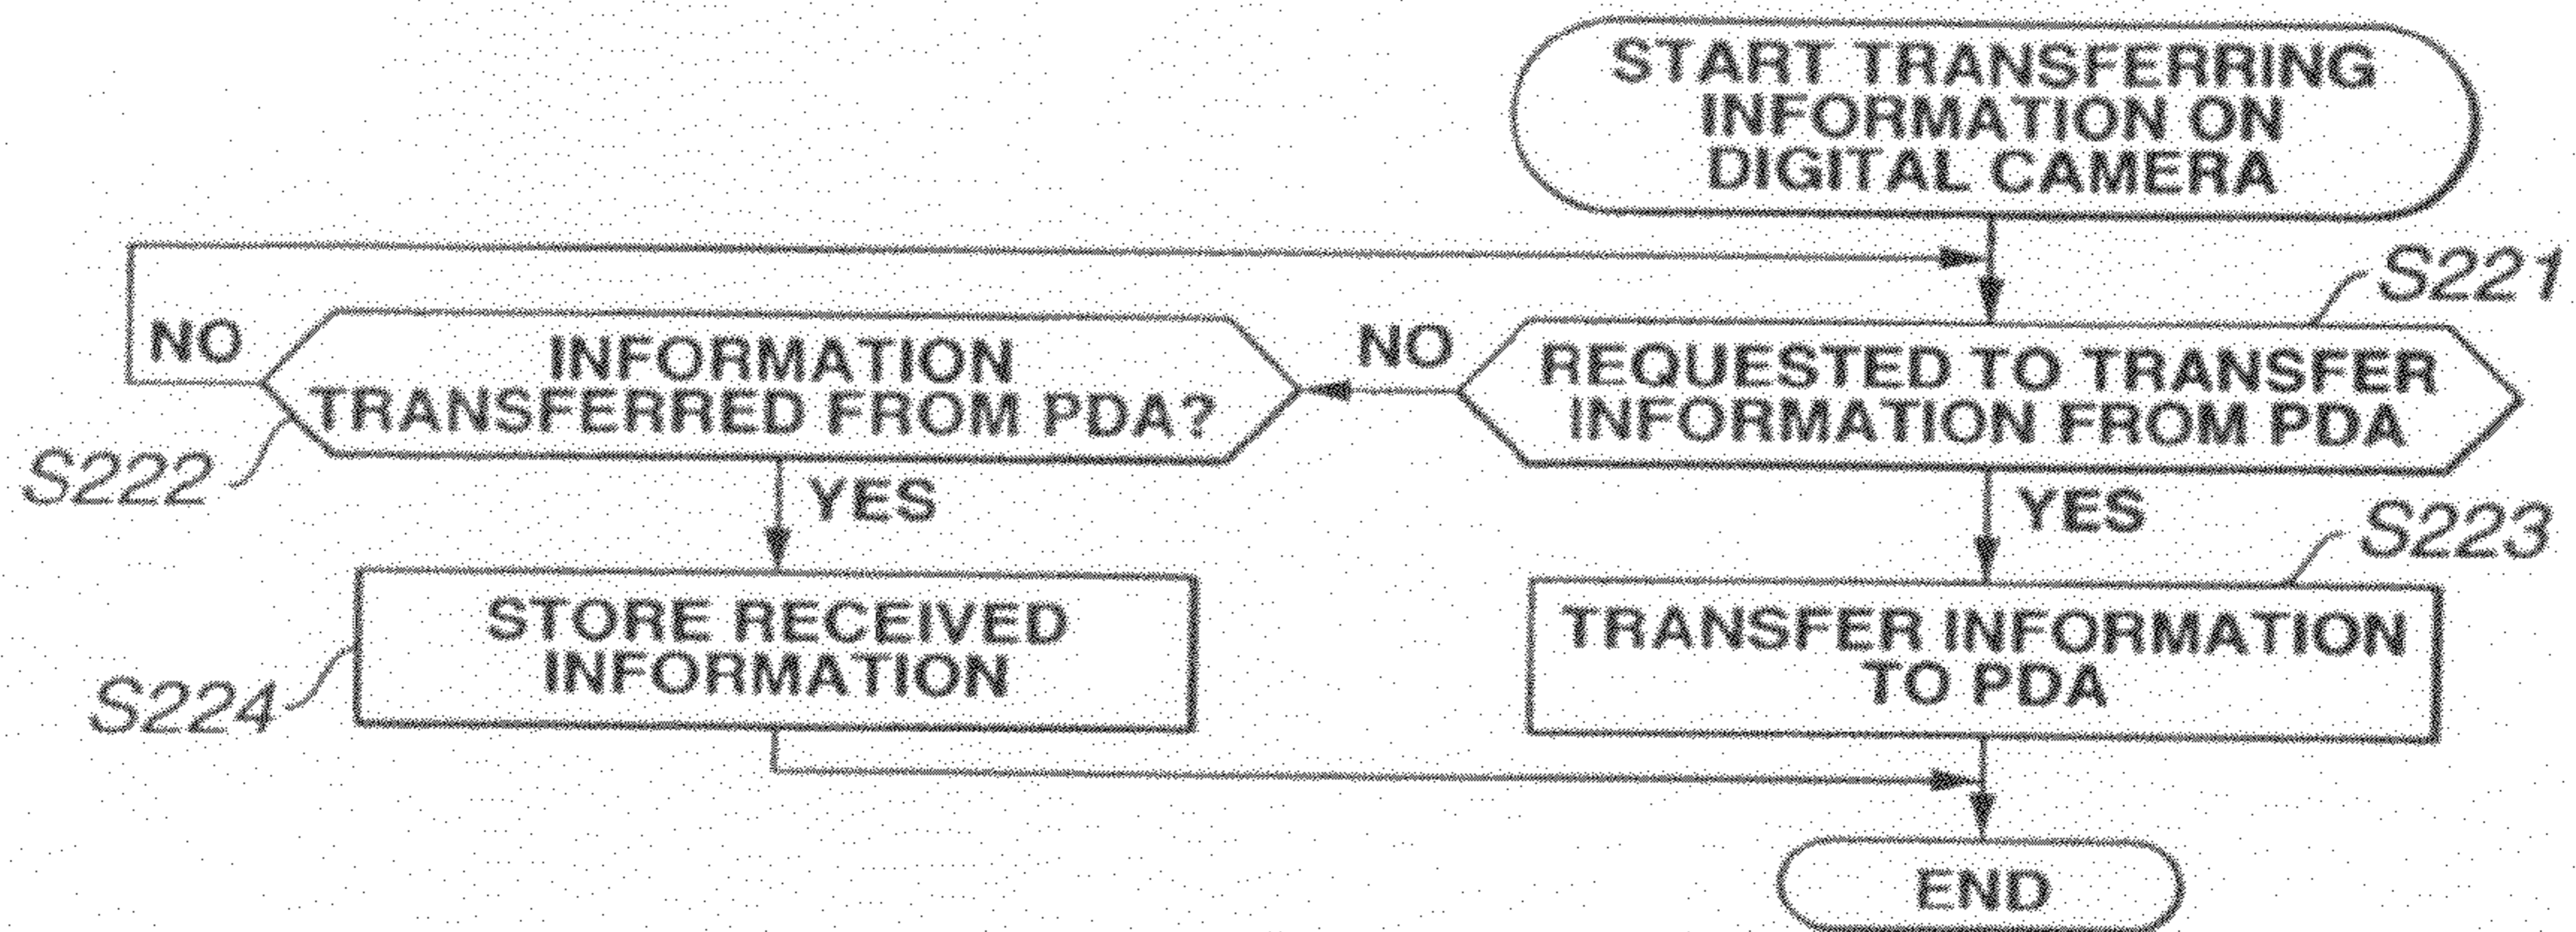 START TRANSFERRING
INFORMATION ON
DIGITAL CAMERA
S221
NO
INFORMATION
TRANSFERRED FROM PDA?
NO
REQUESTED TO TRANSFER
INFORMATION FROM PDA
S222
YES
YES
S223
STORE RECEIVED
INFORMATION
TRANSFER INFORMATION
TO PDA
S224
END